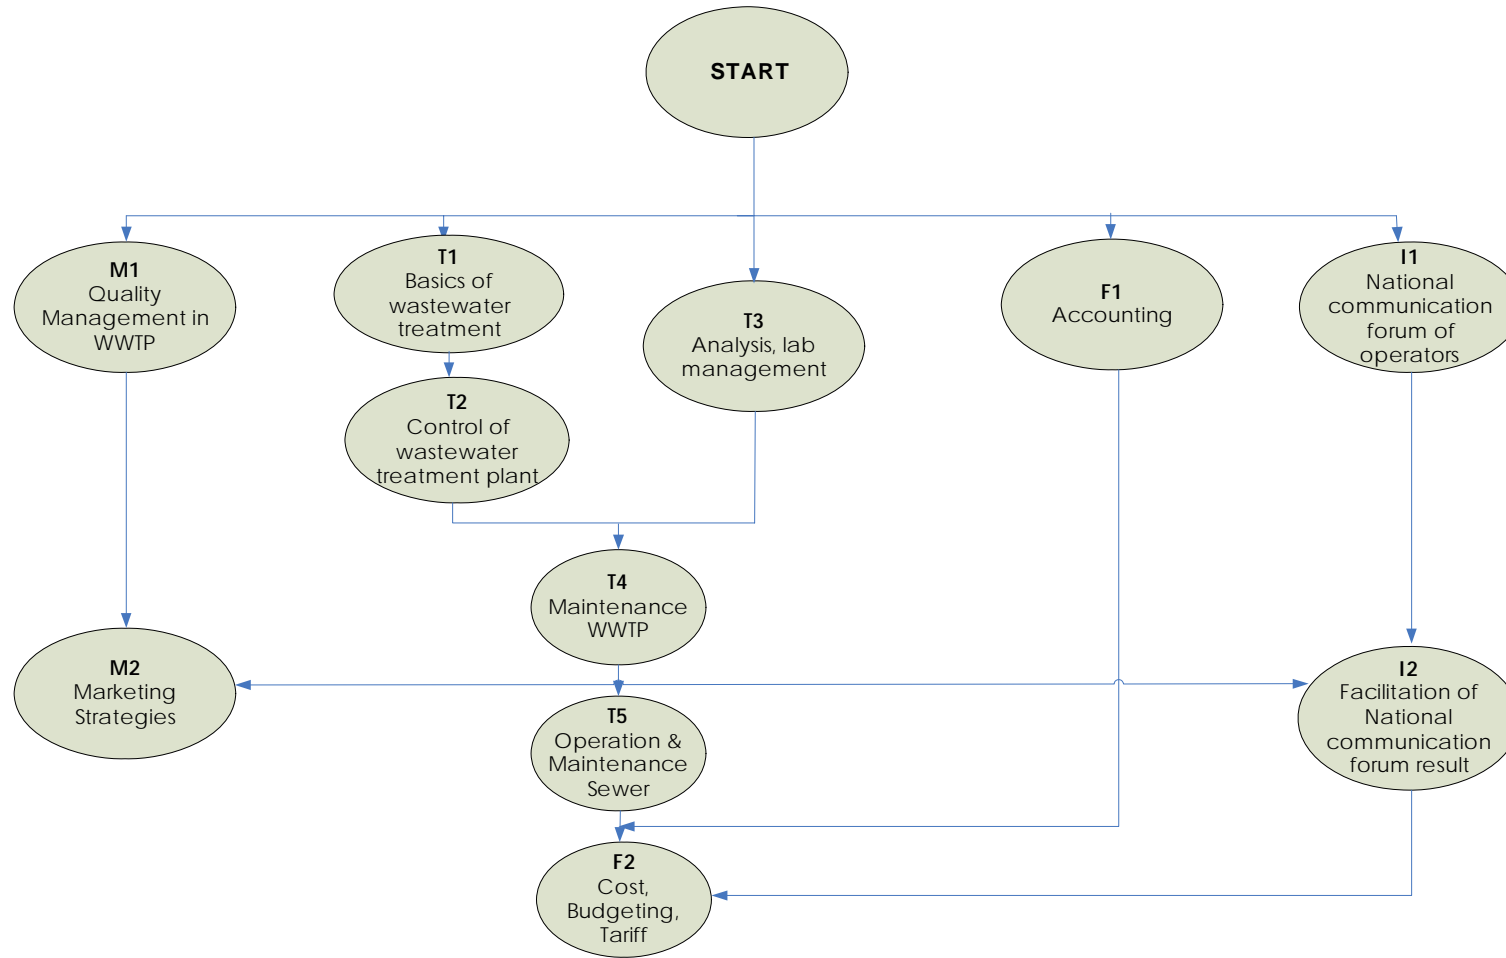 START
M1
Quality
Management in
WWTP
T1
Basics of
wastewater
treatment
T3
Analysis, lab
management
F1
Accounting
I1
National
communication
forum of
operators
T2
Control of
wastewater
treatment plant
T4
Maintenance
WWTP
M2
Marketing
Strategies
T5
Operation &
Maintenance
Sewer
I2
Facilitation of
National
communication
forum result
F2
Cost,
Budgeting,
Tariff